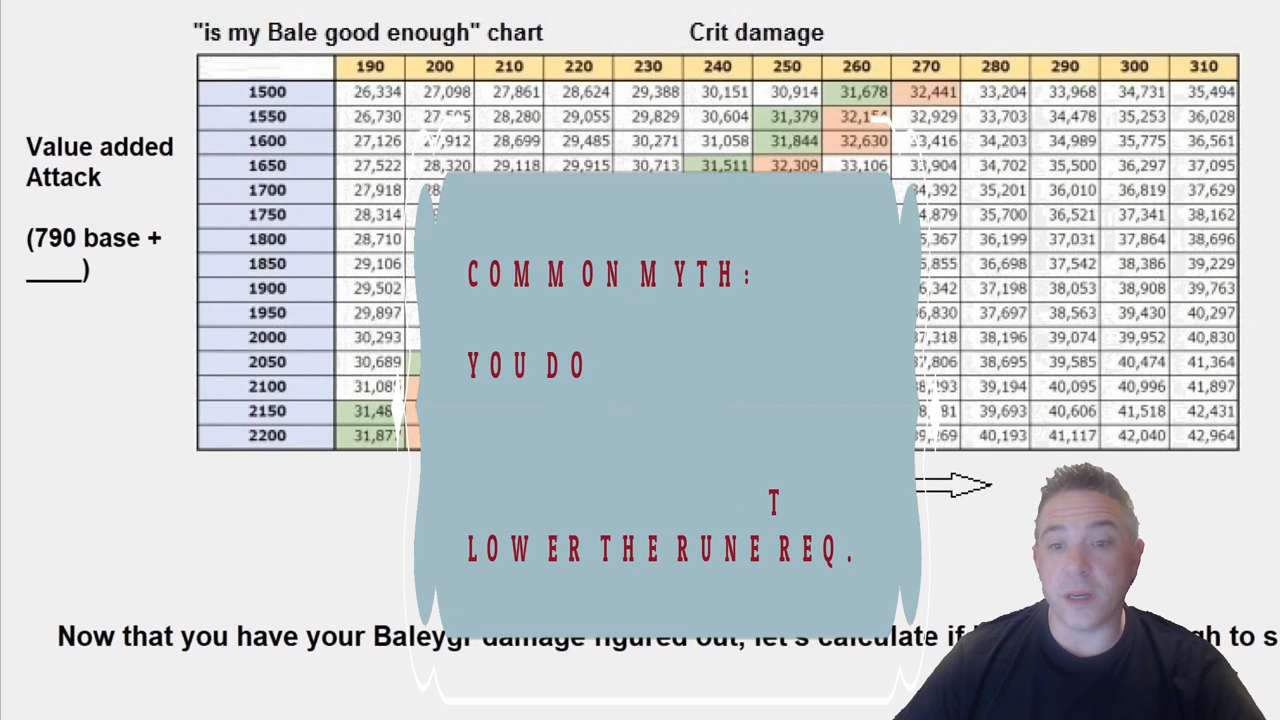 "is my Bale good enough" chart Crit damage
190 200 210 220 230 240 250 260 270 280 290 300 310
1500 26,334 27,098 27,861 28,624 29,388 30,151 30,914 31,678 32,441 33,204 33,968 34,731 35,494
1550 26,730 28,280 29,055 29,829 30,604 31,379 32,929 33,703 34,478 35,253 36,028
1600 27,126 28,699 29,485 30,271 31,058 31,844 32,630 33,416 34,203 34,989 35,775 36,561
1650 27,522 28,320 29,118 29,915 30,713 31,511 32,309 33,106 33,904 34,702 35,500 36,297 37,095
1700 27,918 35,201 36,010 36,819 37,629
1750 28,314 35,700 36,521 37,341 38,162
1800 28,710 36,199 37,031 37,864 38,696
1850 29,106 36,698 37,542 38,386 39,229
1900 29,502 37,198 38,053 38,908 39,763
1950 29,897 37,697 38,563 39,430 40,297
2000 30,293 38,196 39,074 39,952 40,830
2050 30,689 38,695 39,585 40,474 41,364
2100 39,194 40,095 40,996 41,897
2150 39,693 40,606 41,518 42,431
2200 40,193 41,117 42,040 42,964
Value added
Attack
(790 base +
____)
COMMON MYTH:
YOU DO
T
LOWER THE RUNE REQ.
Now that you have your Baleygr damage figured out, let's calculate if